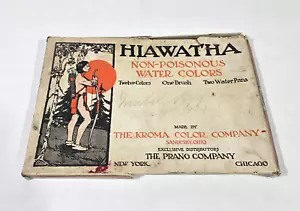 HIAWATHA
NON-POISONOUS
WATER COLORS
Twelve Colors One Brush Two Water Pans
MADE BY
THE KROMA COLOR COMPANY
SANDUSKY, OHIO
EXCLUSIVE DISTRIBUTORS
THE PRANG COMPANY
NEW YORK CHICAGO